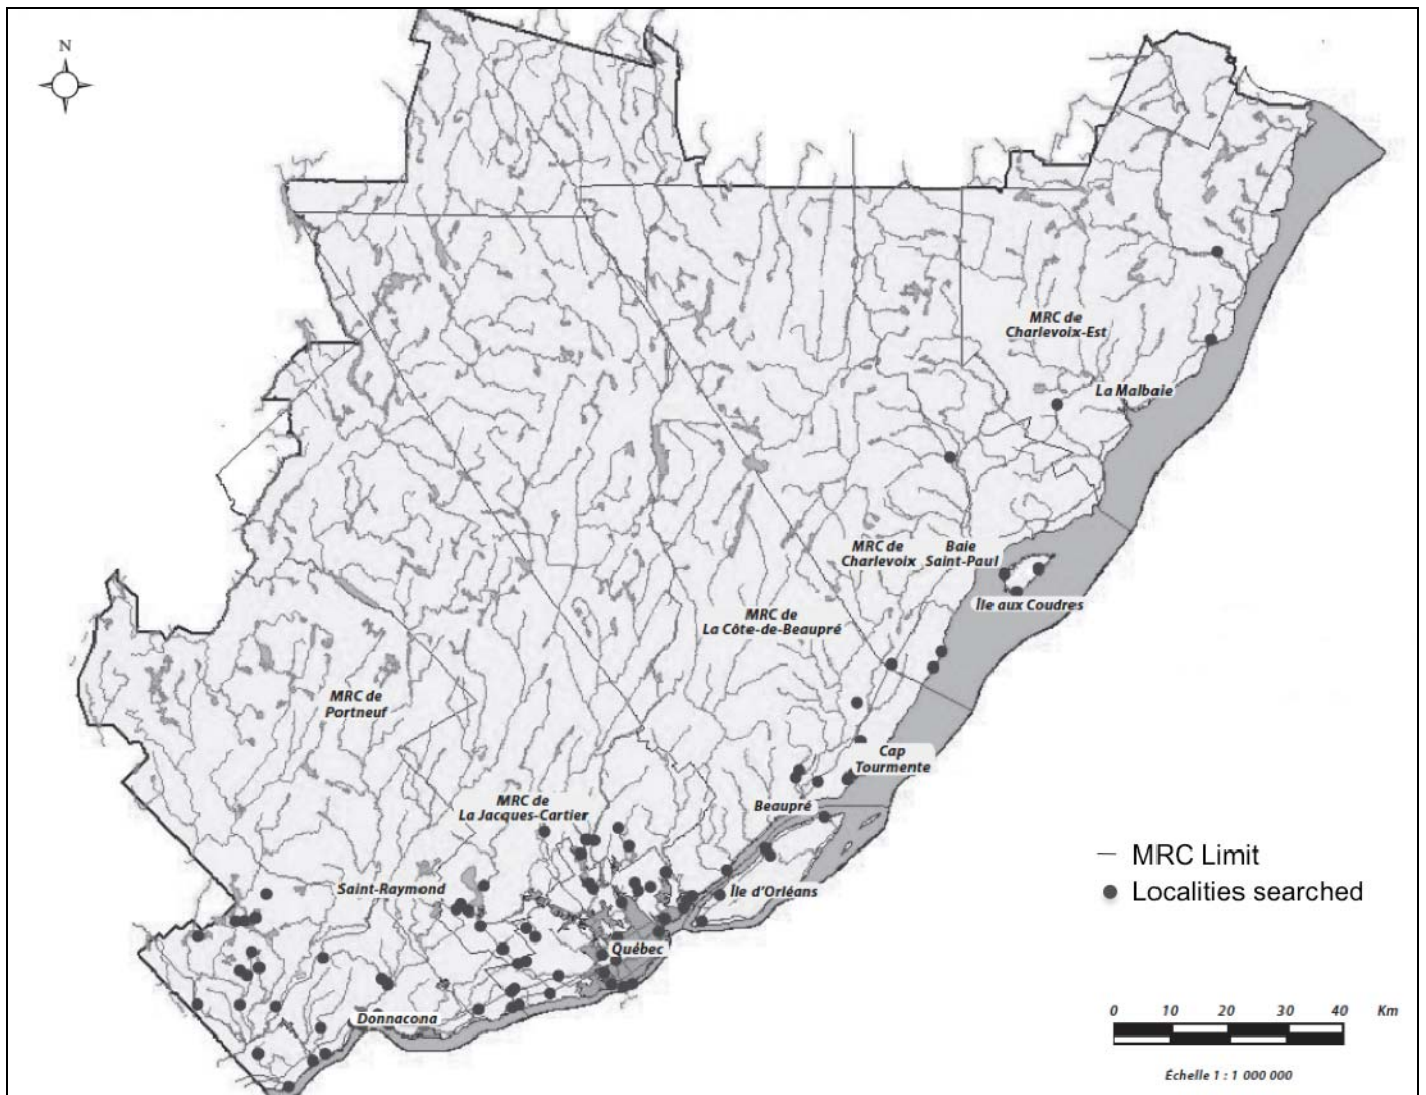 N
MRC de
Charlevoix-Est
La Malbaie
MRC de
Charlevoix
Baie
Saint-Paul
Île aux Coudres
MRC de
La Côte-de-Beaupré
MRC de
Portneuf
Cap
Tourmente
MRC de
La Jacques-Cartier
Beaupré
Saint-Raymond
Île d'Orléans
Québec
Donnacona
MRC Limit
Localities searched
0 10 20 30 40 Km
Échelle 1 : 1 000 000